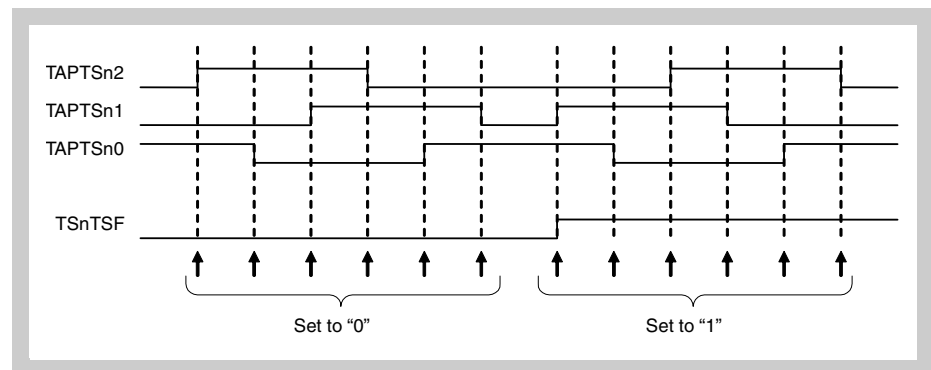 TAPTSn2
TAPTSn1
TAPTSn0
TSnTSF
Set to “0”
Set to “1”